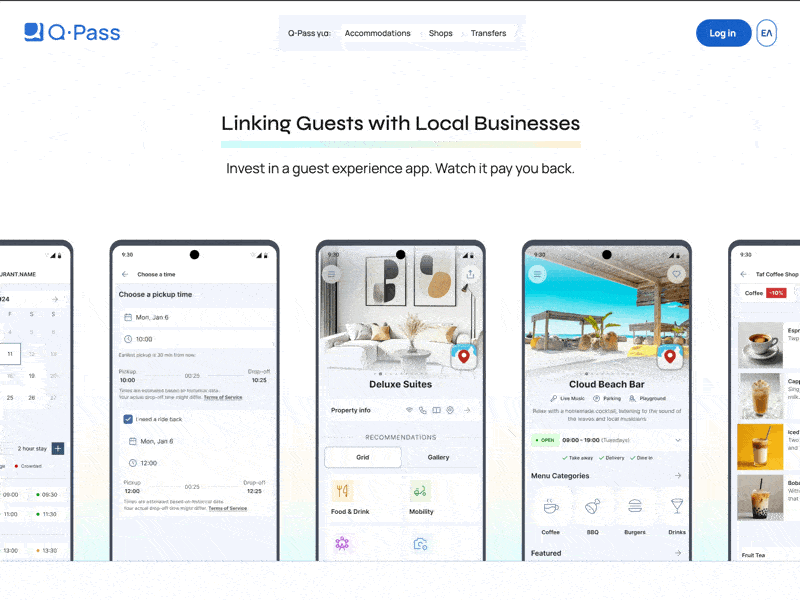 Q·Pass
Q-Pass για:
Accommodations
Shops
Transfers
Log in
ΕΛ
Linking Guests with Local Businesses
Invest in a guest experience app. Watch it pay you back.
URANT.NAME
024
F S S
4 5 6
11 12
18 19 20
25 26 27
2 hour stay +
ge Crowded
09:00 09:30
11:00 11:30
13:00 13:30
9:30
Choose a time
Choose a pickup time
Mon, Jan 6
10:00
Earliest pickup is 30 min from now
Pickup Drop-off
10:00 00:25 10:25
Times are estimated based on historical data.
Your actual drop-off time might differ. Terms of Service
I need a ride back
Mon, Jan 6
12:00
Pickup Drop-off
12:00 00:25 12:25
Times are estimated based on historical data.
Your actual drop-off time might differ. Terms of Service
9:30
Deluxe Suites
Property info
RECOMMENDATIONS
Grid
Gallery
Food & Drink
Mobility
9:30
Cloud Beach Bar
Live Music Parking Playground
Relax with a homemade cocktail, listening to the sound of
the waves and local musicians
OPEN 09:00 - 19:00 (Tuesdays)
Take away Delivery Dine in
Menu Categories
Coffee BBQ Burgers Drinks
Featured
9:30
Taf Coffee Shop
Coffee -10%
Espr
Two
Capp
Sing
milk.
Iced
Two
and
Boba
With
that
Fruit Tea